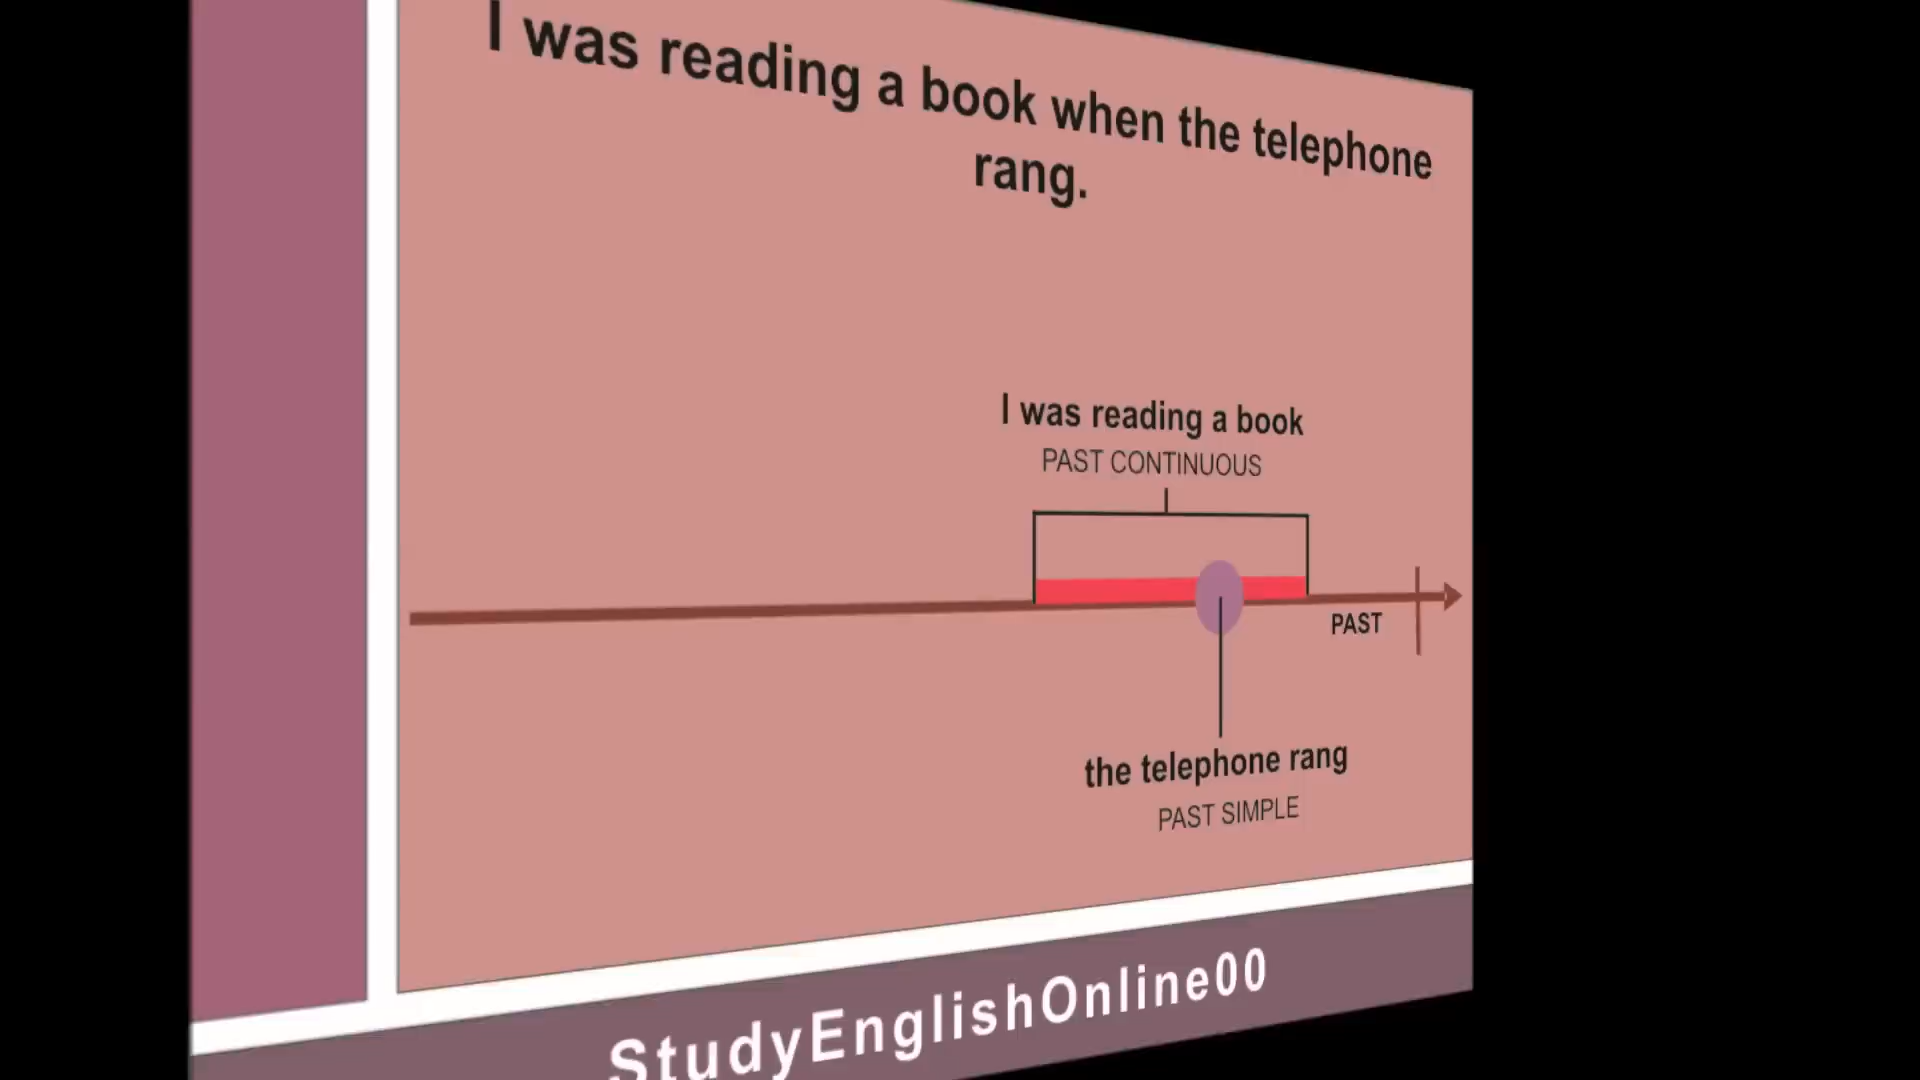 I was reading a book when the telephone
rang.
I was reading a book
PAST CONTINUOUS
PAST
the telephone rang
PAST SIMPLE
StudyEnglishOnline00